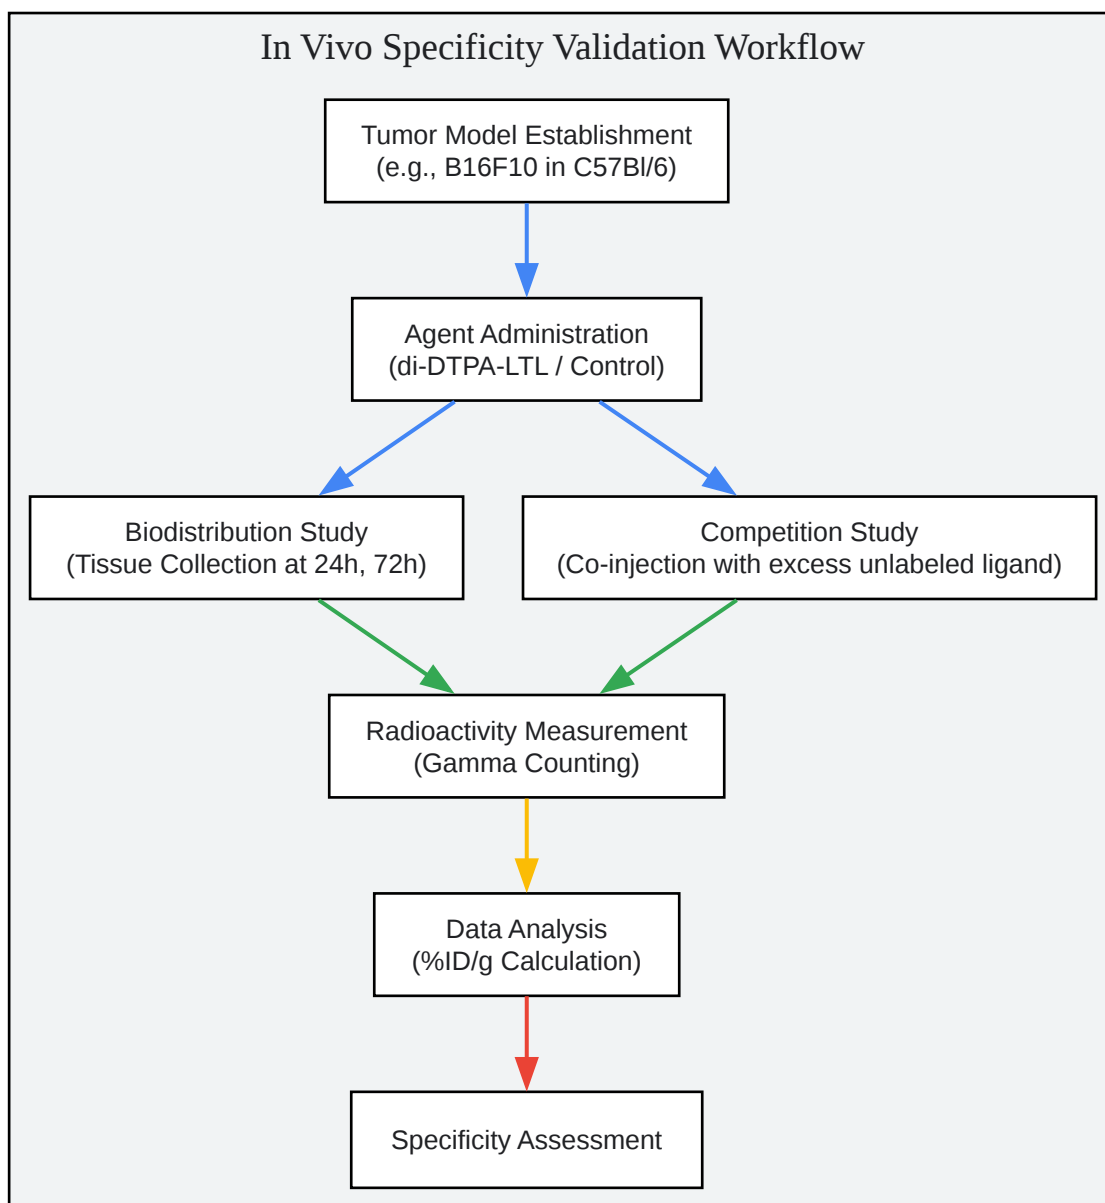 In Vivo Specificity Validation Workflow
Tumor Model Establishment
(e.g., B16F10 in C57Bl/6)
Agent Administration
(di-DTPA-LTL / Control)
Biodistribution Study
(Tissue Collection at 24h, 72h)
Competition Study
(Co-injection with excess unlabeled ligand)
Radioactivity Measurement
(Gamma Counting)
Data Analysis
(%ID/g Calculation)
Specificity Assessment